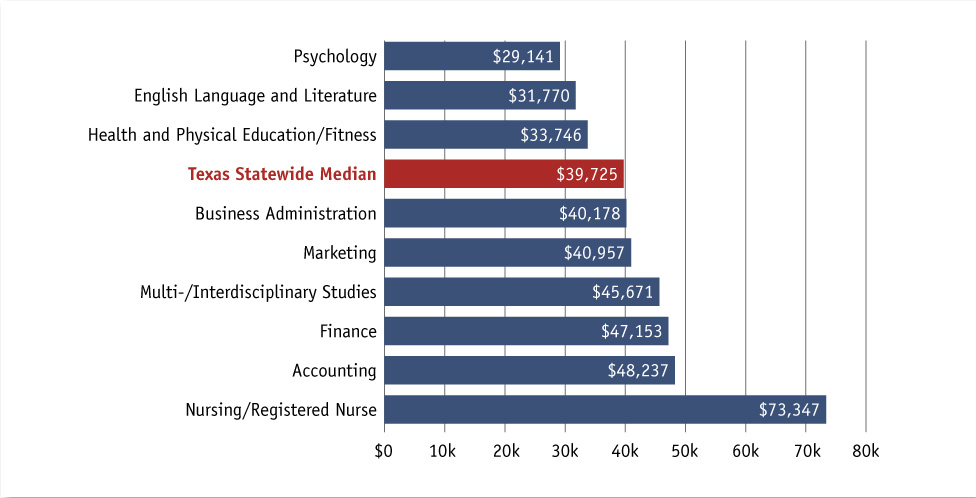 Psychology $29,141
English Language and Literature $31,770
Health and Physical Education/Fitness $33,746
Texas Statewide Median $39,725
Business Administration $40,178
Marketing $40,957
Multi-/Interdisciplinary Studies $45,671
Finance $47,153
Accounting $48,237
Nursing/Registered Nurse $73,347
$0 10k 20k 30k 40k 50k 60k 70k 80k